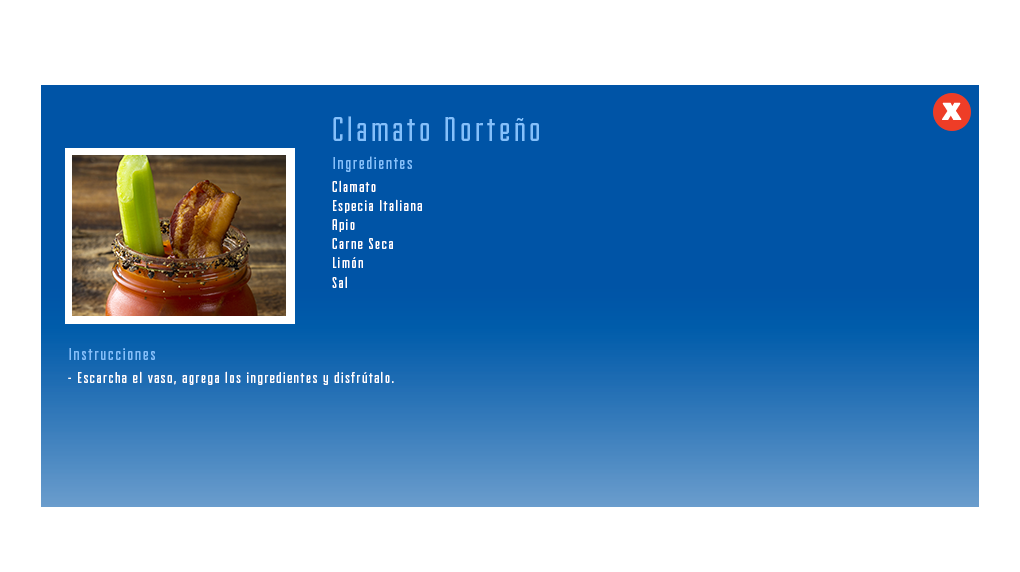 X
Clamato Norteño
Ingredientes
Clamato
Especia Italiana
Apio
Carne Seca
Limón
Sal
Instrucciones
- Escarcha el vaso, agrega los ingredientes y disfrútalo.